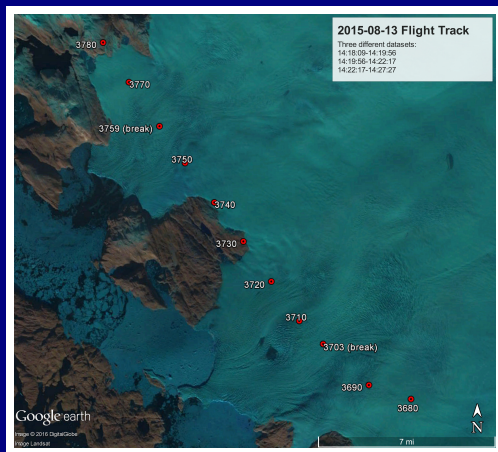 2015-08-13 Flight Track
Three different datasets:
14:18:09-14:19:56
14:19:56-14:22:17
14:22:17-14:27:27
3780
3770
3759 (break)
3750
3740
3730
3720
3710
3703 (break)
3690
3680
Google earth
Image © 2016 DigitalGlobe
Image Landsat
N
7 mi